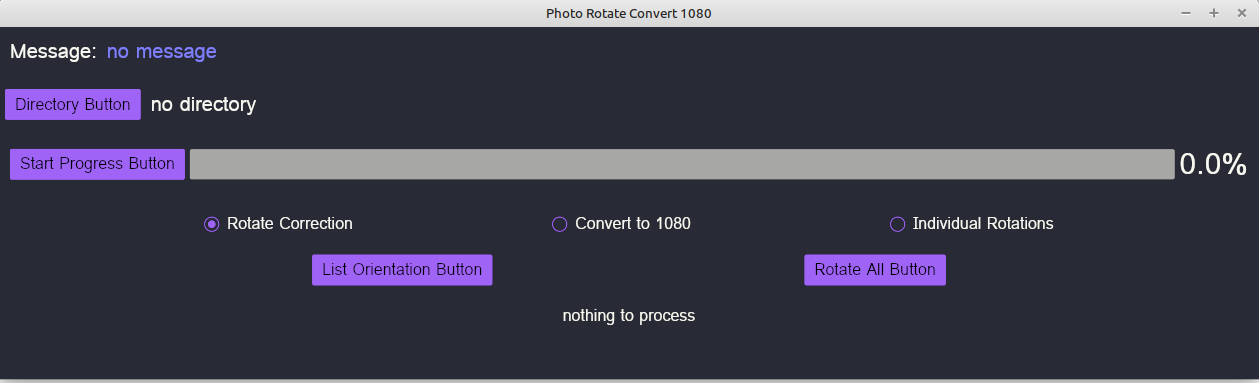 Photo Rotate Convert 1080
Message: no message
Directory Button no directory
Start Progress Button 0.0%
Rotate Correction Convert to 1080 Individual Rotations
List Orientation Button Rotate All Button
nothing to process